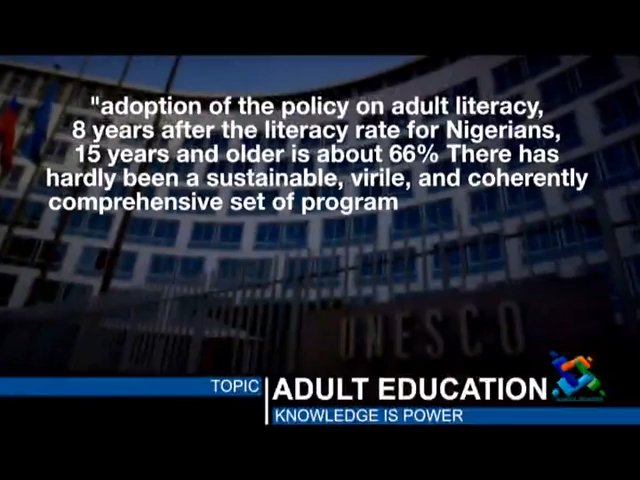 "adoption of the policy on adult literacy,
8 years after the literacy rate for Nigerians,
15 years and older is about 66% There has
hardly been a sustainable, virile, and coherently
comprehensive set of program
UNESCO
TOPIC
ADULT EDUCATION
KNOWLEDGE IS POWER